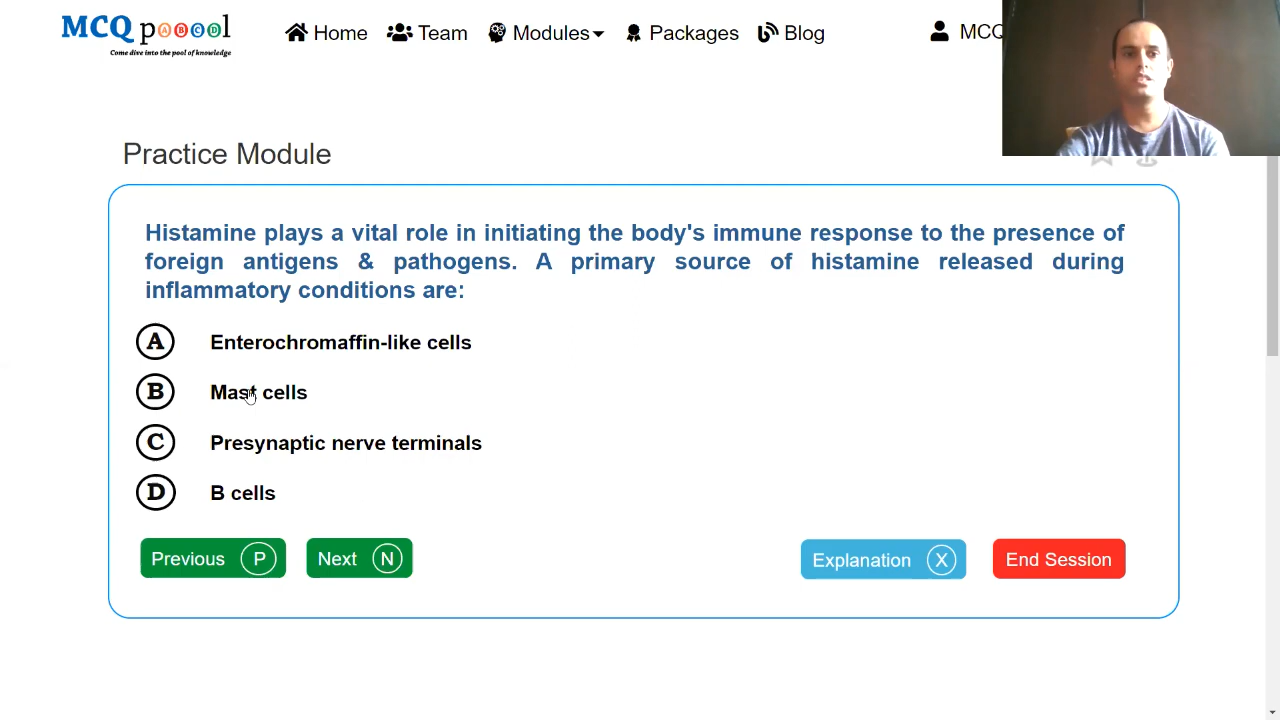 MCQ pooool
Come dive into the pool of knowledge
Home Team Modules Packages Blog MCQ
Practice Module
Histamine plays a vital role in initiating the body's immune response to the presence of
foreign antigens & pathogens. A primary source of histamine released during
inflammatory conditions are:
A Enterochromaffin-like cells
B Mast cells
C Presynaptic nerve terminals
D B cells
Previous P Next N Explanation X End Session